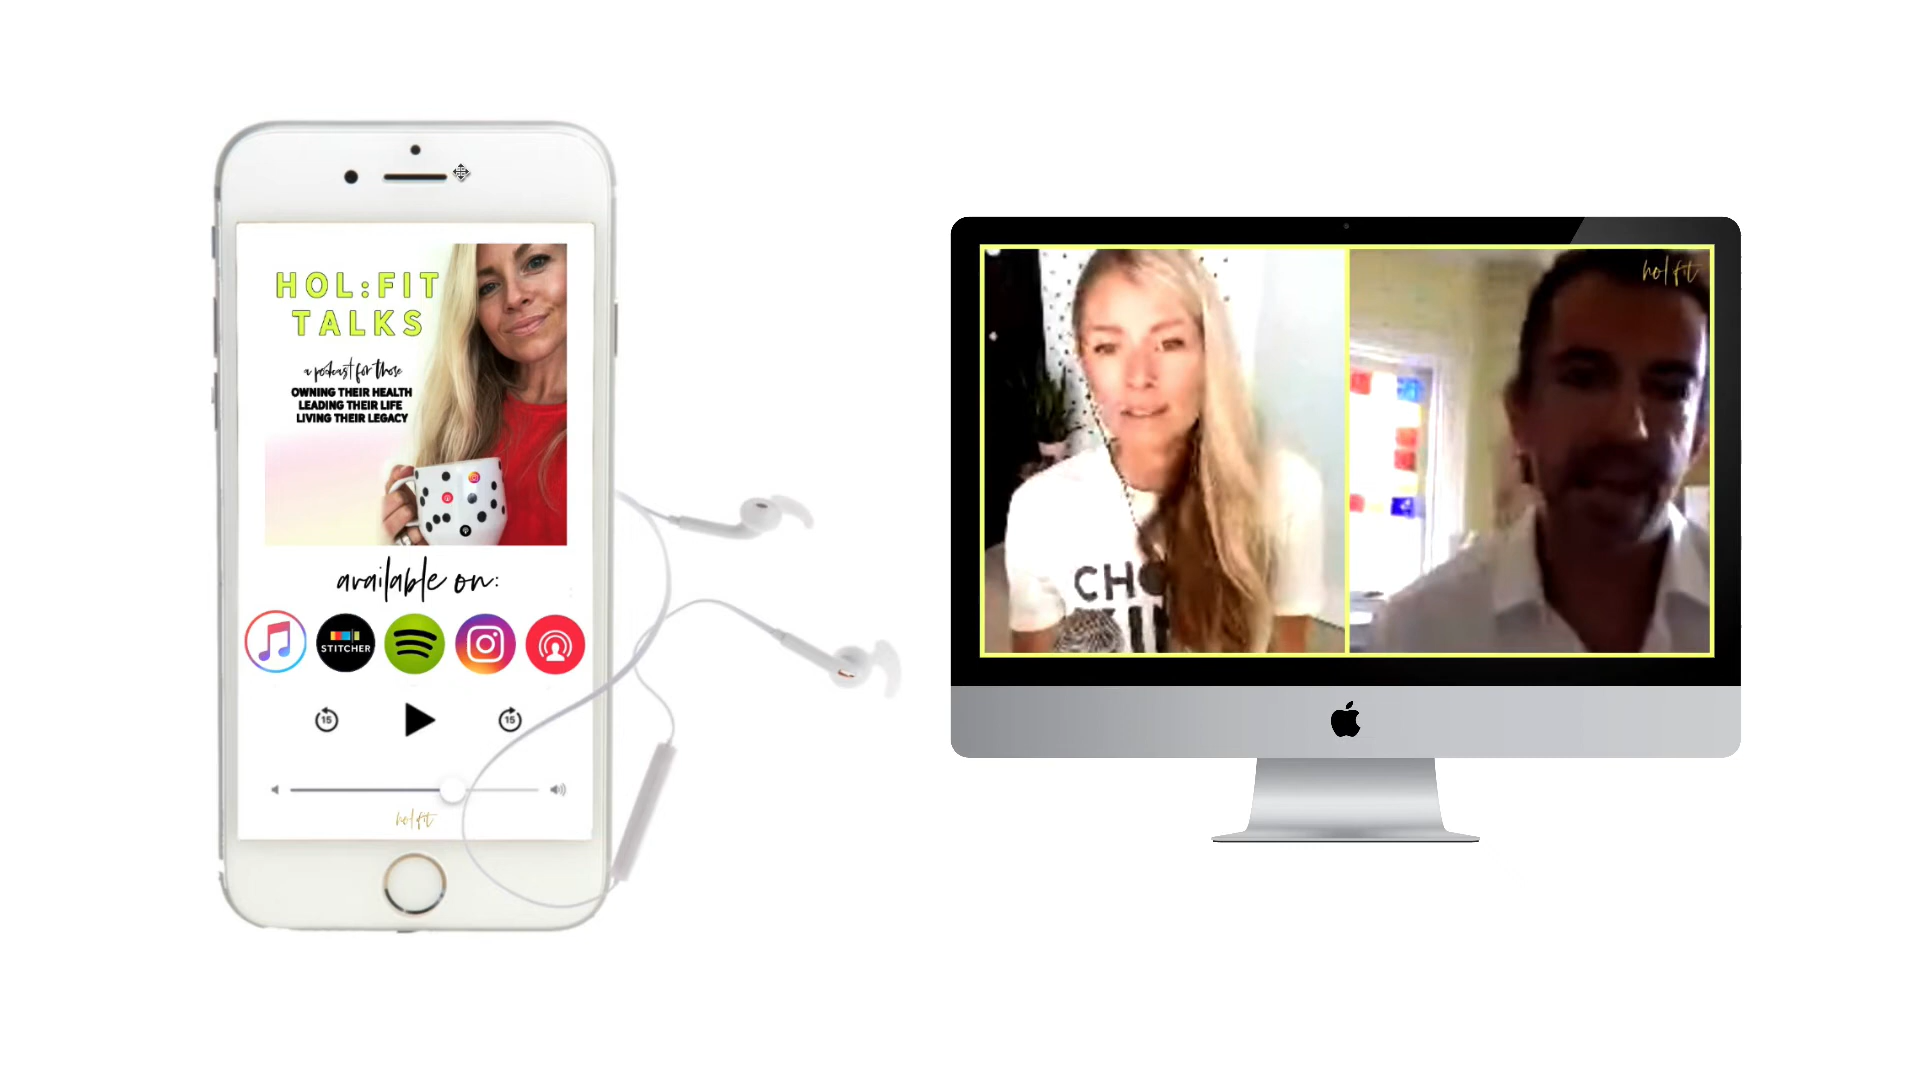 HOL:FIT
TALKS
a podcast for those
OWNING THEIR HEALTH
LEADING THEIR LIFE
LIVING THEIR LEGACY
available on:
STITCHER
15
15
hol fit
hol fit
CHO